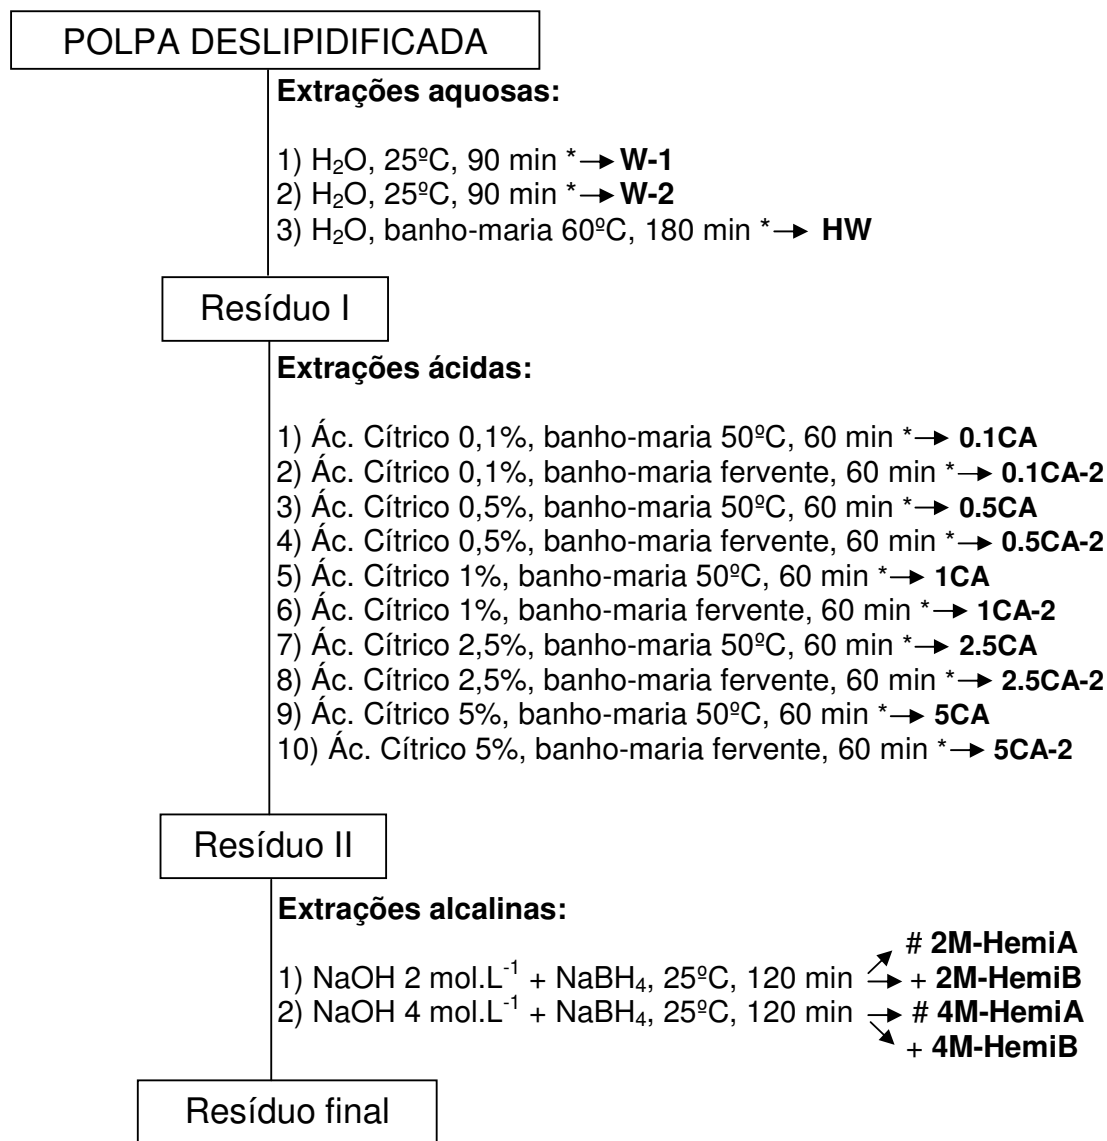 POLPA DESLIPIDIFICADA
Extrações aquosas:
1) H₂O, 25ºC, 90 min *→ W-1
2) H₂O, 25ºC, 90 min *→ W-2
3) H₂O, banho-maria 60ºC, 180 min *→ HW
Resíduo I
Extrações ácidas:
1) Ác. Cítrico 0,1%, banho-maria 50ºC, 60 min *→ 0.1CA
2) Ác. Cítrico 0,1%, banho-maria fervente, 60 min *→ 0.1CA-2
3) Ác. Cítrico 0,5%, banho-maria 50ºC, 60 min *→ 0.5CA
4) Ác. Cítrico 0,5%, banho-maria fervente, 60 min *→ 0.5CA-2
5) Ác. Cítrico 1%, banho-maria 50ºC, 60 min *→ 1CA
6) Ác. Cítrico 1%, banho-maria fervente, 60 min *→ 1CA-2
7) Ác. Cítrico 2,5%, banho-maria 50ºC, 60 min *→ 2.5CA
8) Ác. Cítrico 2,5%, banho-maria fervente, 60 min *→ 2.5CA-2
9) Ác. Cítrico 5%, banho-maria 50ºC, 60 min *→ 5CA
10) Ác. Cítrico 5%, banho-maria fervente, 60 min *→ 5CA-2
Resíduo II
Extrações alcalinas:
# 2M-HemiA
1) NaOH 2 mol.L⁻¹ + NaBH₄, 25ºC, 120 min → + 2M-HemiB
2) NaOH 4 mol.L⁻¹ + NaBH₄, 25ºC, 120 min → # 4M-HemiA
+ 4M-HemiB
Resíduo final